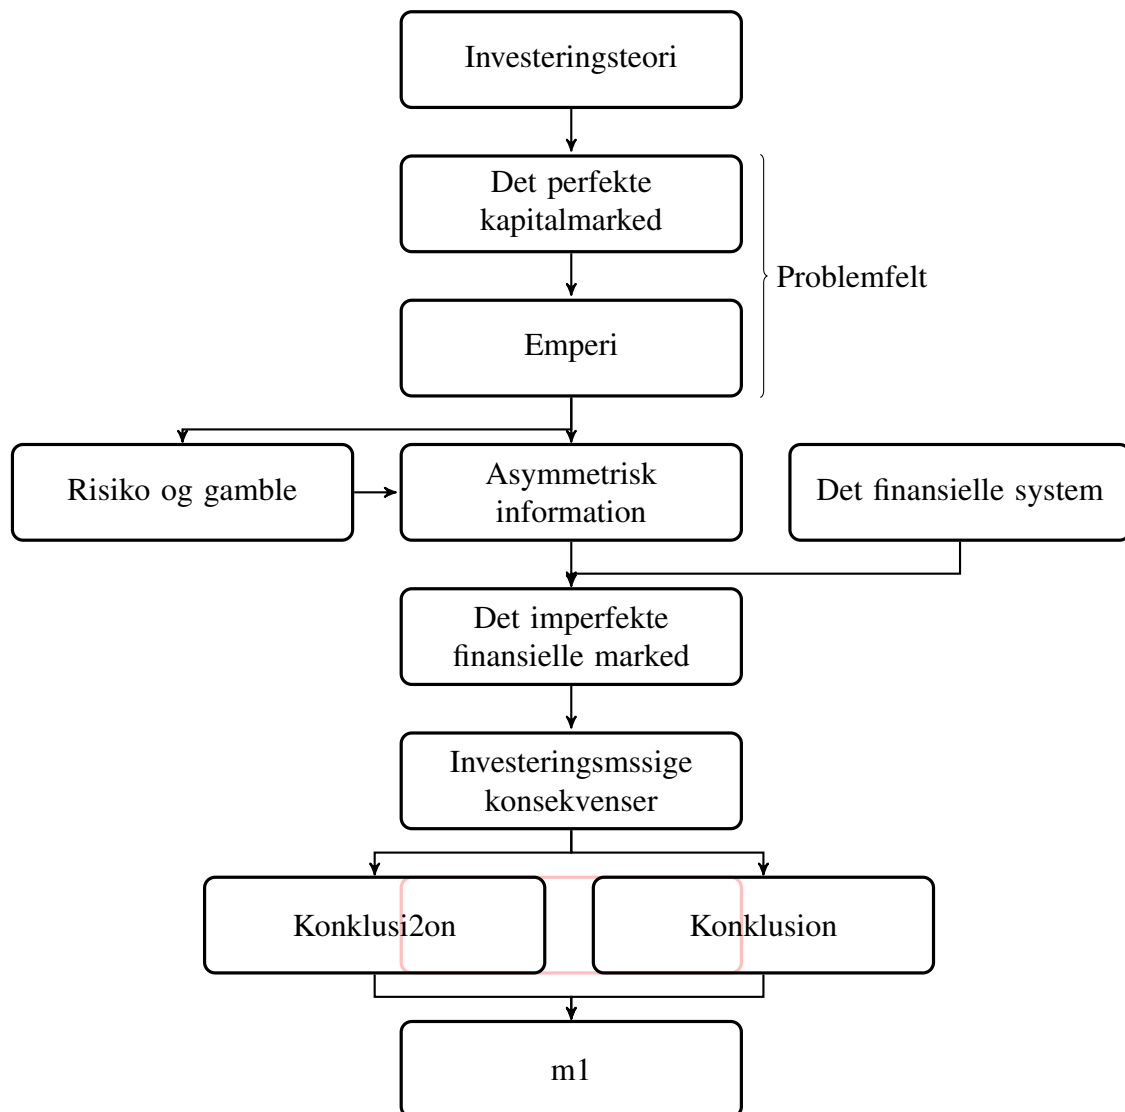 Investeringsteori
Det perfekte
kapitalmarked
Problemfelt
Emperi
Risiko og gamble
Asymmetrisk
information
Det finansielle system
Det imperfekte
finansielle marked
Investeringsmssige
konsekvenser
Konklusi2on
Konklusion
m1